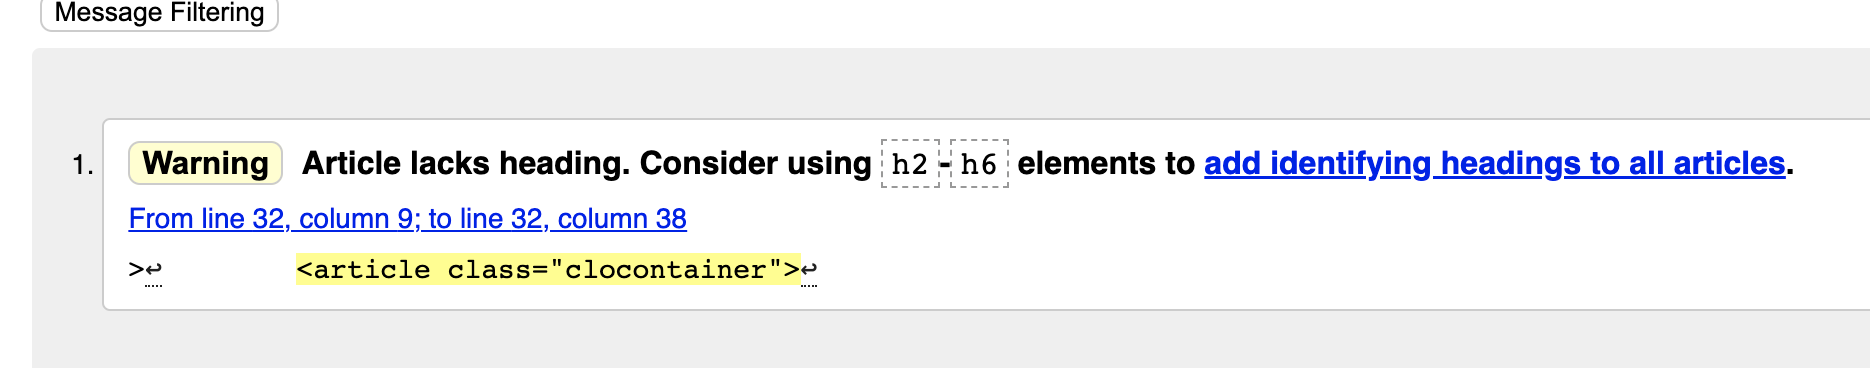 Message Filtering
1. Warning Article lacks heading. Consider using h2-h6 elements to add identifying headings to all articles.
From line 32, column 9; to line 32, column 38
>↩ <article class="clocontainer">↩